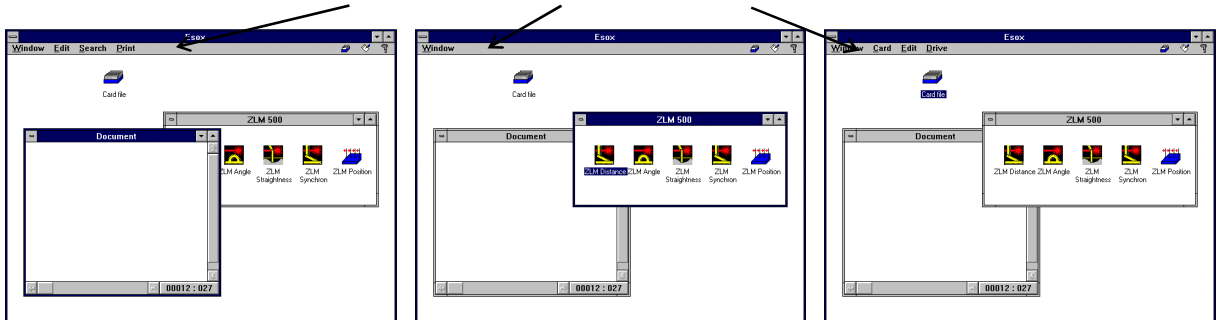 Esox
Window Edit Search Print
Card file
ZLM 500
Document
ZLM Angle ZLM Straightness ZLM Synchron ZLM Position
00012 : 027
Esox
Window
Card file
ZLM 500
Document
ZLM Distance ZLM Angle ZLM Straightness ZLM Synchron ZLM Position
00012 : 027
Esox
Window Card Edit Drive
Card file
ZLM 500
Document
ZLM Distance ZLM Angle ZLM Straightness ZLM Synchron ZLM Position
00012 : 027